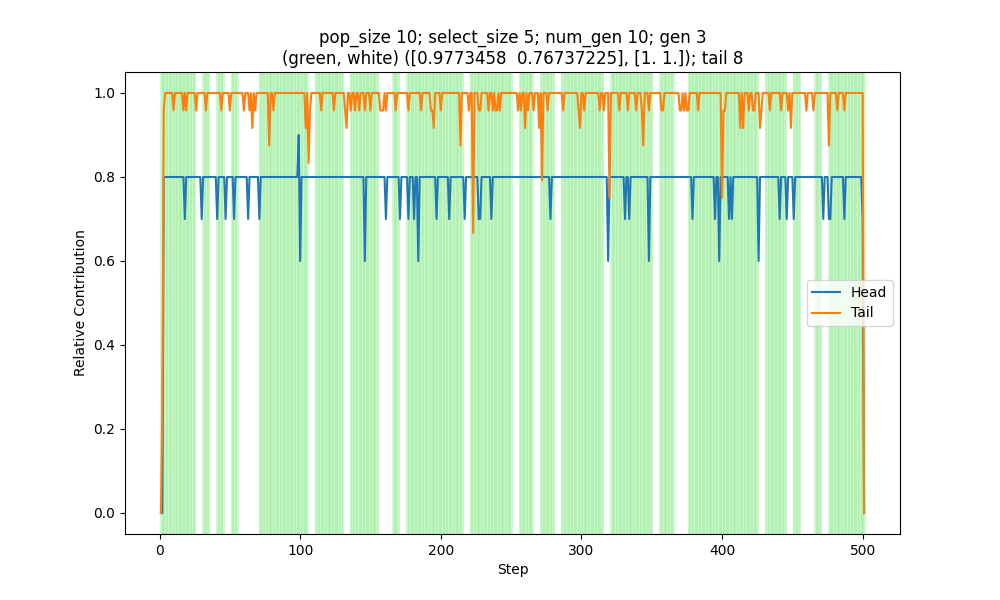 pop_size 10; select_size 5; num_gen 10; gen 3
(green, white) ([0.9773458  0.76737225], [1. 1.]); tail 8
1.0
0.8
0.6
0.4
0.2
0.0
Relative Contribution
Head
Tail
0
100
200
300
400
500
Step